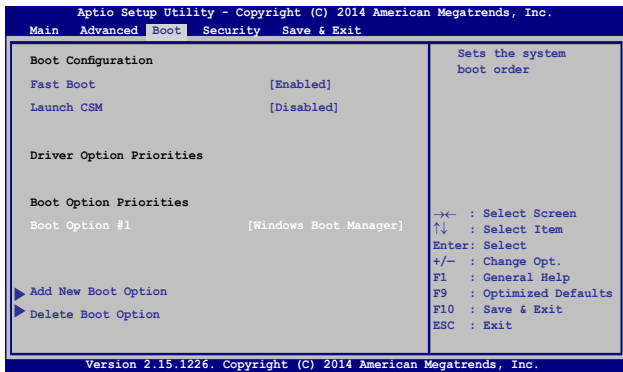 Aptio Setup Utility - Copyright (C) 2014 American Megatrends, Inc.
Main Advanced Boot Security Save & Exit
Boot Configuration
Fast Boot [Enabled]
Launch CSM [Disabled]
Driver Option Priorities
Boot Option Priorities
Boot Option #1 [Windows Boot Manager]
Add New Boot Option
Delete Boot Option
Sets the system
boot order
→← : Select Screen
↑↓ : Select Item
Enter: Select
+/— : Change Opt.
F1 : General Help
F9 : Optimized Defaults
F10 : Save & Exit
ESC : Exit
Version 2.15.1226. Copyright (C) 2014 American Megatrends, Inc.